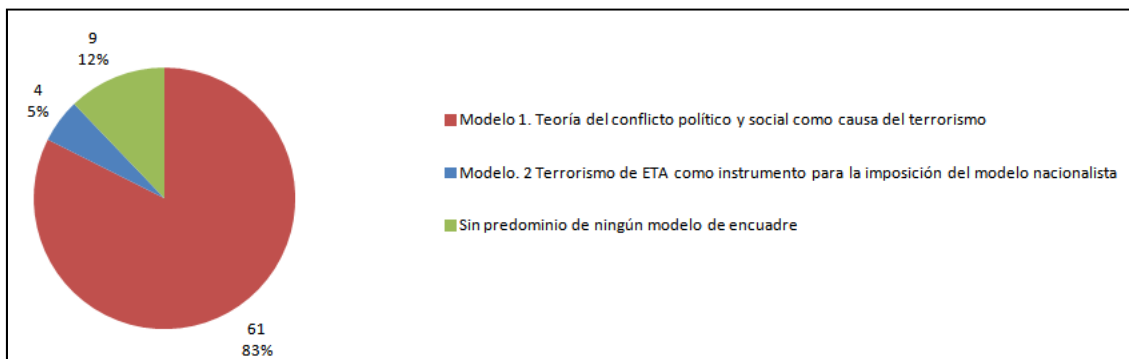 9
12%
4
5%
Modelo 1. Teoría del conflicto político y social como causa del terrorismo
Modelo. 2 Terrorismo de ETA como instrumento para la imposición del modelo nacionalista
Sin predominio de ningún modelo de encuadre
61
83%